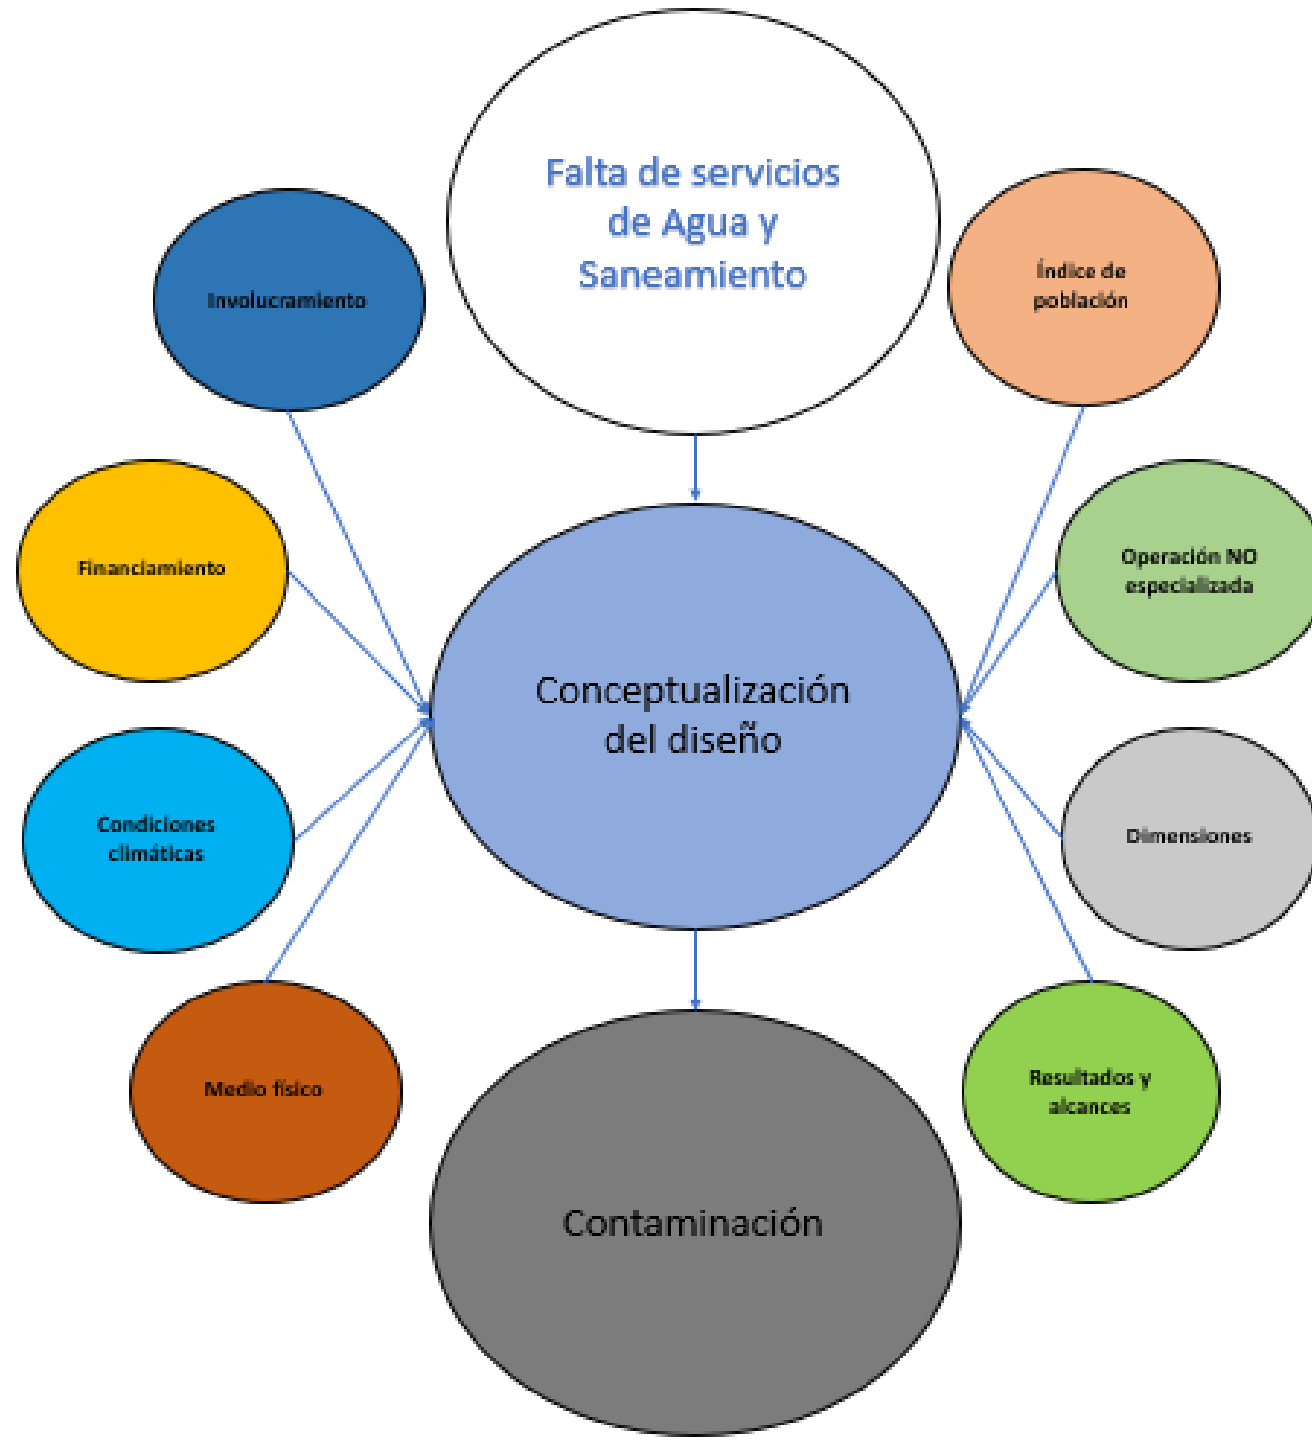 Falta de servicios
de Agua y
Saneamiento
Involucramiento
Índice de
población
Financiamiento
Operación NO
especializada
Conceptualización
del diseño
Condiciones
climáticas
Dimensiones
Medio físico
Resultados y
alcances
Contaminación